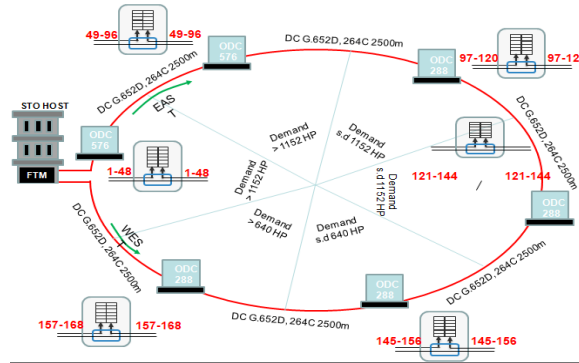 49-96 49-96
ODC
576
DC G.652D, 264C 2500m
97-120 97-12
ODC
288
DC G.652D, 264C 2500m
STO HOST
FTM
ODC
576
EAS
T
DC G.652D, 264C 2500m
Demand
> 1152 HP
Demand
s.d 1152 HP
1-48 1-48
Demand
> 1152 HP
Demand
s.d 1152 HP
121-144 / 121-144
ODC
288
Demand
> 640 HP
Demand
s.d 640 HP
WES
T
DC G.652D, 264C 2500m
ODC
288
ODC
288
DC G.652D, 264C 2500m
DC G.652D, 264C 2500m
157-168 157-168
145-156 145-156